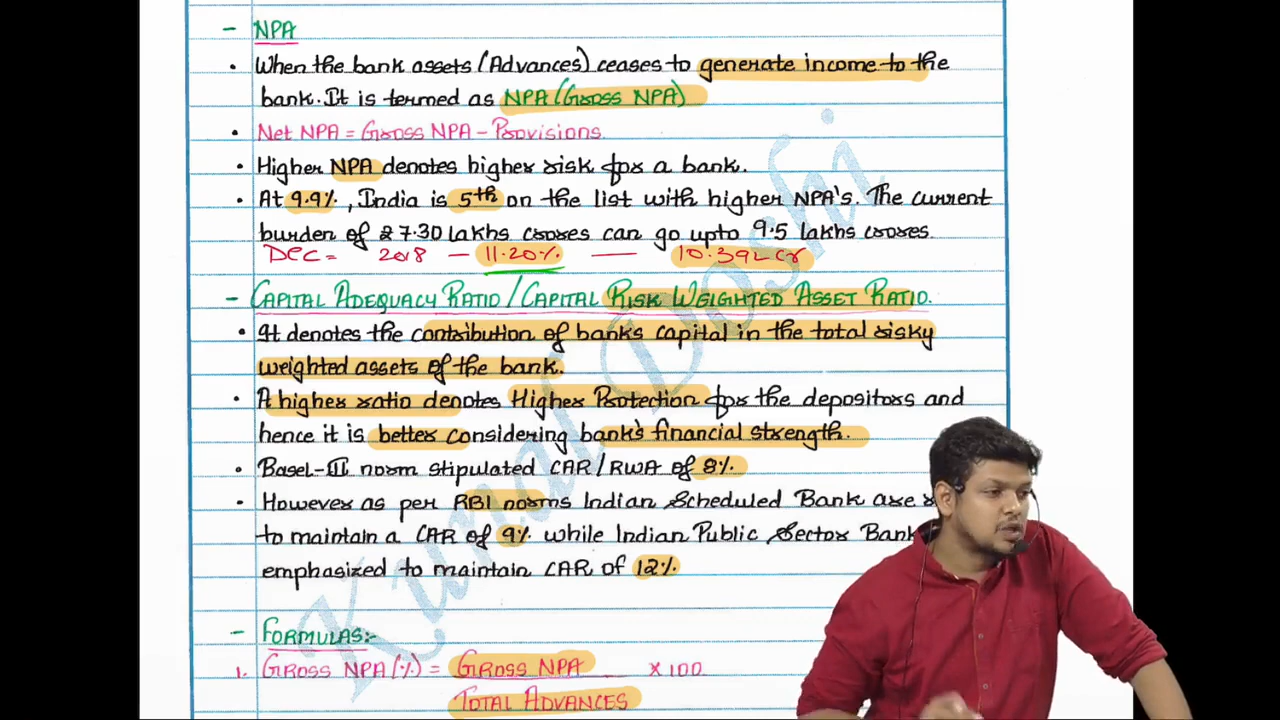 - NPA
• When the bank assets (Advances) ceases to generate income to the
bank. It is termed as NPA (Gross NPA)
• Net NPA = Gross NPA - Provisions.
• Higher NPA denotes higher risk for a bank.
• At 9.9%, India is 5th on the list with higher NPA's. The current
burden of ₹7.30 lakhs crores can go upto 9.5 lakhs crores.
DEC = 2018 — 11.20% — 10.392 cr
- CAPITAL ADEQUACY RATIO / CAPITAL RISK WEIGHTED ASSET RATIO.
• It denotes the contribution of banks capital in the total risky
weighted assets of the bank.
• A higher ratio denotes Higher Protection for the depositors and
hence it is better considering bank's financial strength.
• Basel-III norm stipulated CAR/RWA of 8%.
• However as per RBI norms Indian Scheduled Bank are
to maintain a CAR of 9% while Indian Public Sector Bank
emphasized to maintain CAR of 12%
- FORMULAS:-
1. GROSS NPA (%) = GROSS NPA × 100
TOTAL ADVANCES
Kunal Doshi